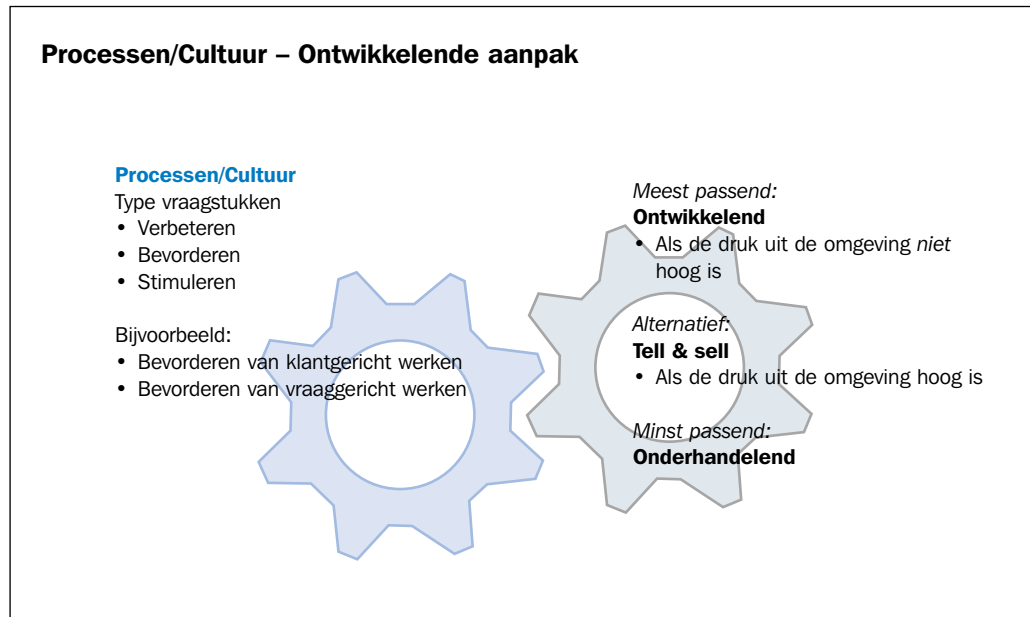 Processen/Cultuur – Ontwikkelende aanpak
Processen/Cultuur
Type vraagstukken
• Verbeteren
• Bevorderen
• Stimuleren
Bijvoorbeeld:
• Bevorderen van klantgericht werken
• Bevorderen van vraaggericht werken
Meest passend:
Ontwikkelend
• Als de druk uit de omgeving niet
hoog is
Alternatief:
Tell & sell
• Als de druk uit de omgeving hoog is
Minst passend:
Onderhandelend